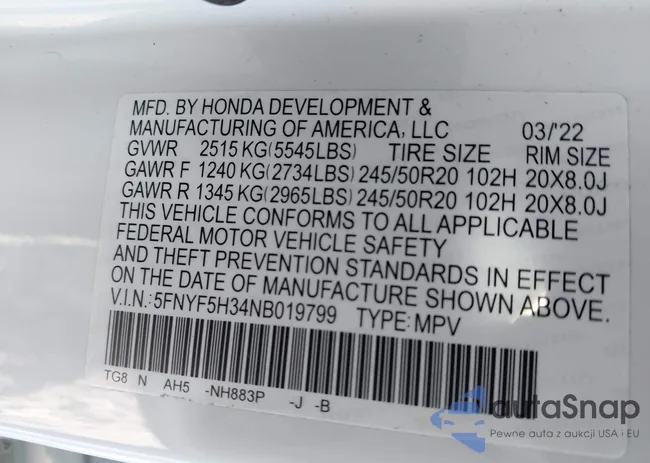 MFD. BY HONDA DEVELOPMENT &
MANUFACTURING OF AMERICA, LLC 03/'22
GVWR 2515 KG(5545LBS) TIRE SIZE RIM SIZE
GAWR F 1240 KG(2734LBS) 245/50R20 102H 20X8.0J
GAWR R 1345 KG(2965LBS) 245/50R20 102H 20X8.0J
THIS VEHICLE CONFORMS TO ALL APPLICABLE
FEDERAL MOTOR VEHICLE SAFETY
AND THEFT PREVENTION STANDARDS IN EFFECT
ON THE DATE OF MANUFACTURE SHOWN ABOVE.
V.I.N.:5FNYF5H34NB019799 TYPE:MPV
TG8 N AH5 -NH883P -J -B
autaSnap
Pewne auta z aukcji USA i EU